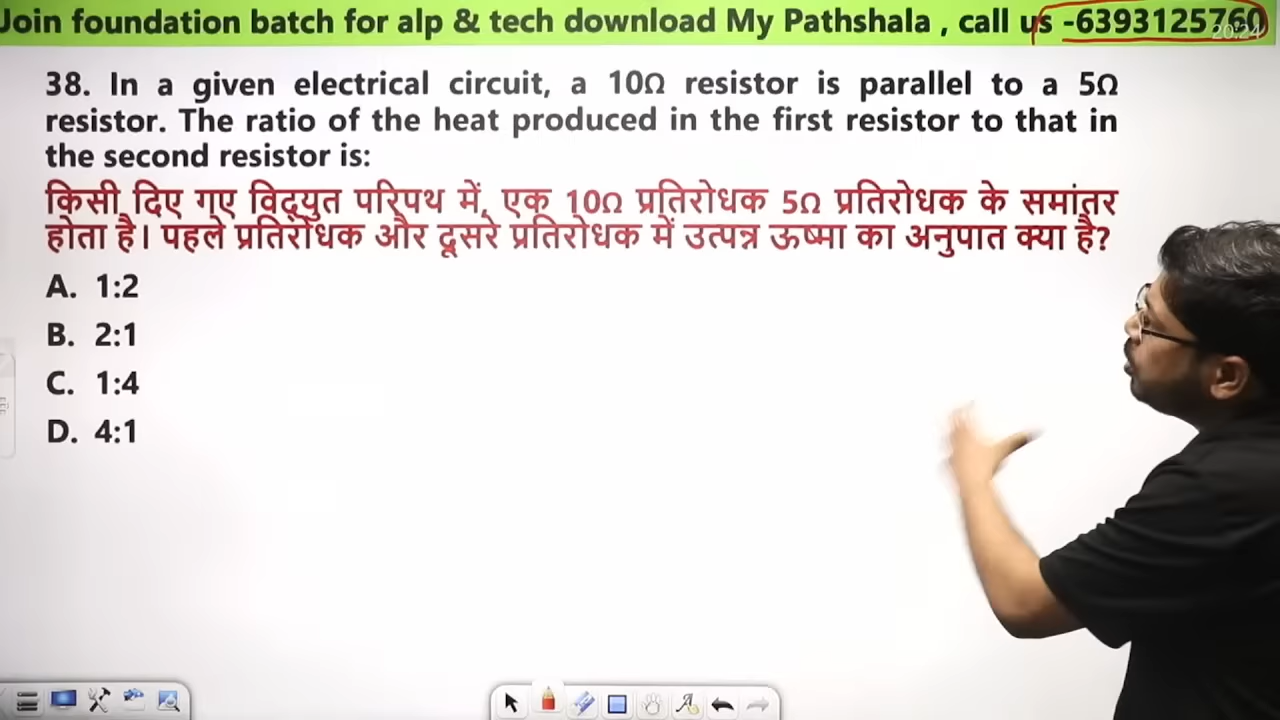 Join foundation batch for alp & tech download My Pathshala , call us -6393125760
20:24
38. In a given electrical circuit, a 10Ω resistor is parallel to a 5Ω
resistor. The ratio of the heat produced in the first resistor to that in
the second resistor is:
किसी दिए गए विद्युत परिपथ में, एक 10Ω प्रतिरोधक 5Ω प्रतिरोधक के समांतर
होता है। पहले प्रतिरोधक और दूसरे प्रतिरोधक में उत्पन्न ऊष्मा का अनुपात क्या है?
A. 1:2
B. 2:1
C. 1:4
D. 4:1